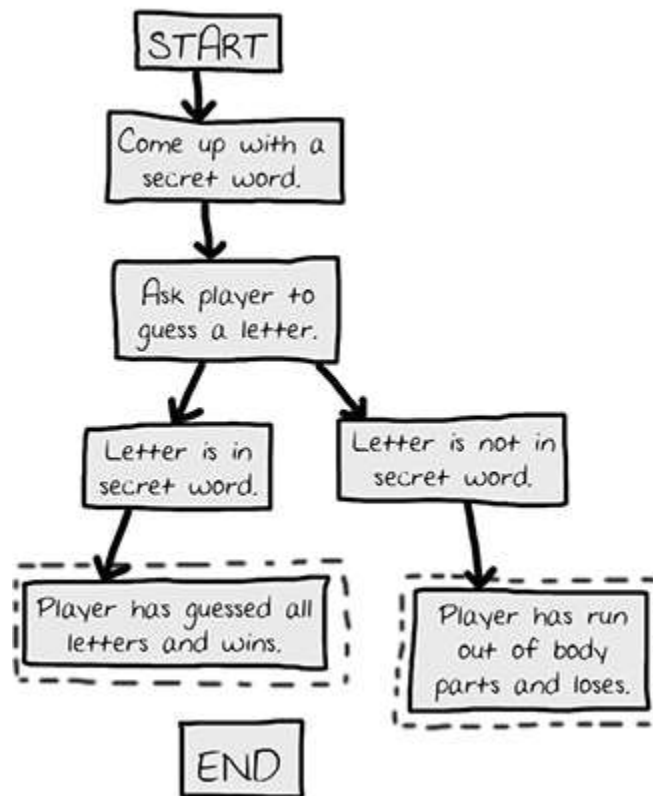 START
Come up with a
secret word.
Ask player to
guess a letter.
Letter is in
secret word.
Letter is not in
secret word.
Player has guessed all
letters and wins.
Player has run
out of body
parts and loses.
END